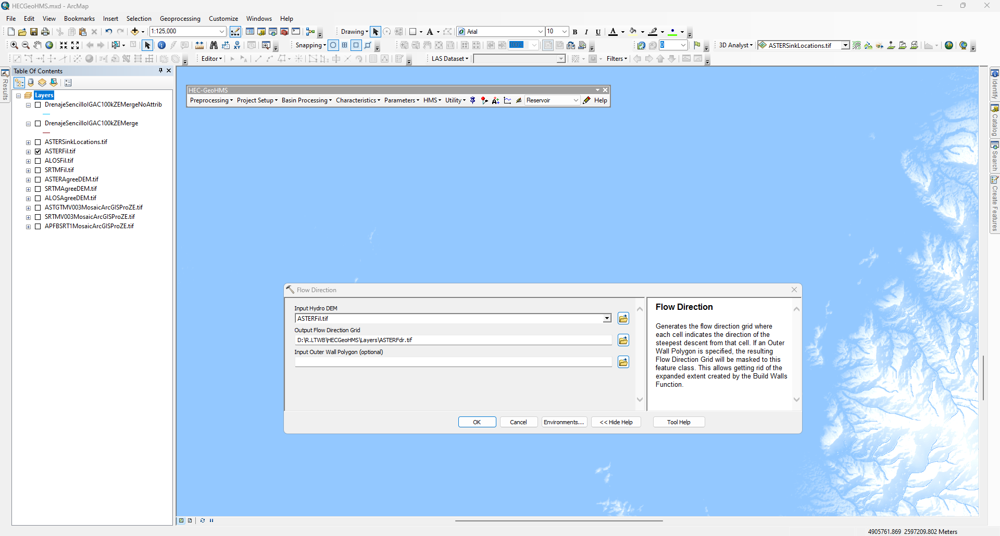 HECGeoHMS.mxd - ArcMap
File Edit View Bookmarks Insert Selection Geoprocessing Customize Windows Help
1:125,000
Drawing
Arial
10
B I U
A
Snapping
100%
0
3D Analyst
ASTERSinkLocations.tif
Editor
LAS Dataset
Filters
Table Of Contents
Results
Layers
DrenajeSencilloIGAC100kZEMergeNoAttrib
DrenajeSencilloIGAC100kZEMerge
ASTERSinkLocations.tif
ASTERFil.tif
ALOSFil.tif
SRTMFil.tif
ASTERAgreeDEM.tif
SRTMAgreeDEM.tif
ALOSAgreeDEM.tif
ASTGTMV003MosaicArcGISProZE.tif
SRTMV003MosaicArcGISProZE.tif
APFBSRT1MosaicArcGISProZE.tif
HEC-GeoHMS
Preprocessing Project Setup Basin Processing Characteristics Parameters HMS Utility Reservoir Help
Flow Direction
Input Hydro DEM
ASTERFil.tif
Output Flow Direction Grid
D:\R.LTWB\HECGeoHMS\Layers\ASTERFdr.tif
Input Outer Wall Polygon (optional)
Flow Direction
Generates the flow direction grid where
each cell indicates the direction of the
steepest descent from that cell. If an Outer
Wall Polygon is specified, the resulting
Flow Direction Grid will be masked to this
feature class. This allows getting rid of the
expanded extent created by the Build Walls
Function.
OK Cancel Environments... << Hide Help Tool Help
Identify
Catalog
Search
Create Features
4905761.869 2597209.802 Meters